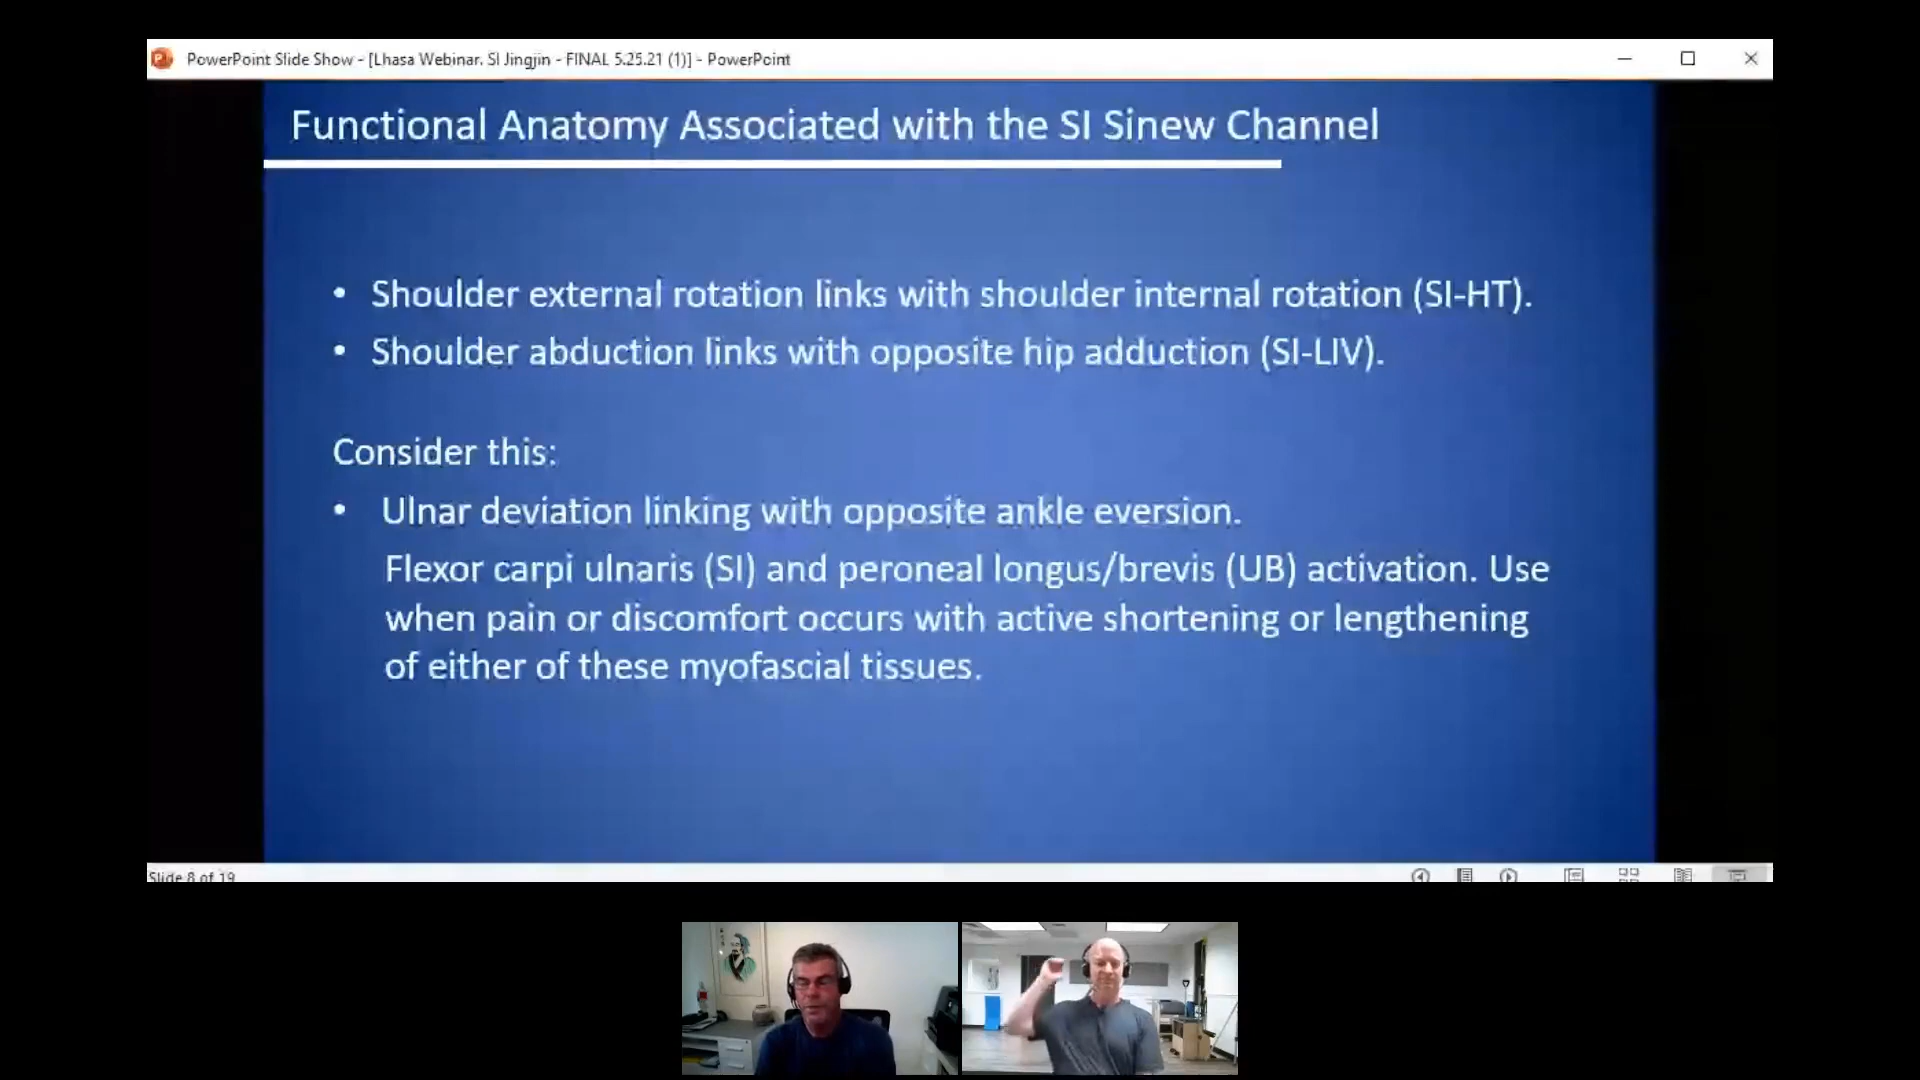 PowerPoint Slide Show - [Lhasa Webinar. SI Jingjin - FINAL 5.25.21 (1)] - PowerPoint
Functional Anatomy Associated with the SI Sinew Channel
• Shoulder external rotation links with shoulder internal rotation (SI-HT).
• Shoulder abduction links with opposite hip adduction (SI-LIV).
Consider this:
• Ulnar deviation linking with opposite ankle eversion.
Flexor carpi ulnaris (SI) and peroneal longus/brevis (UB) activation. Use
when pain or discomfort occurs with active shortening or lengthening
of either of these myofascial tissues.
Slide 8 of 19